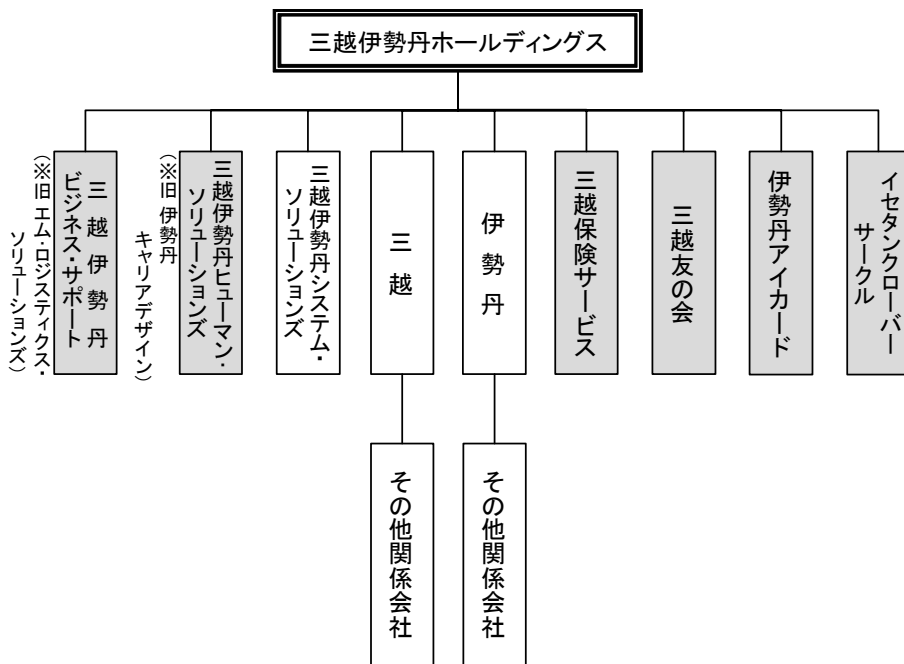 三越伊勢丹ホールディングス
三越伊勢丹
ビジネス・サポート
(※旧 エム・ロジスティクス・
ソリューションズ)
三越伊勢丹ヒューマン・
ソリューションズ
(※旧 伊勢丹
キャリアデザイン)
三越伊勢丹システム・
ソリューションズ
三越
伊勢丹
三越保険サービス
三越友の会
伊勢丹アイカード
イセタンクローバー
サークル
その他関係会社
その他関係会社